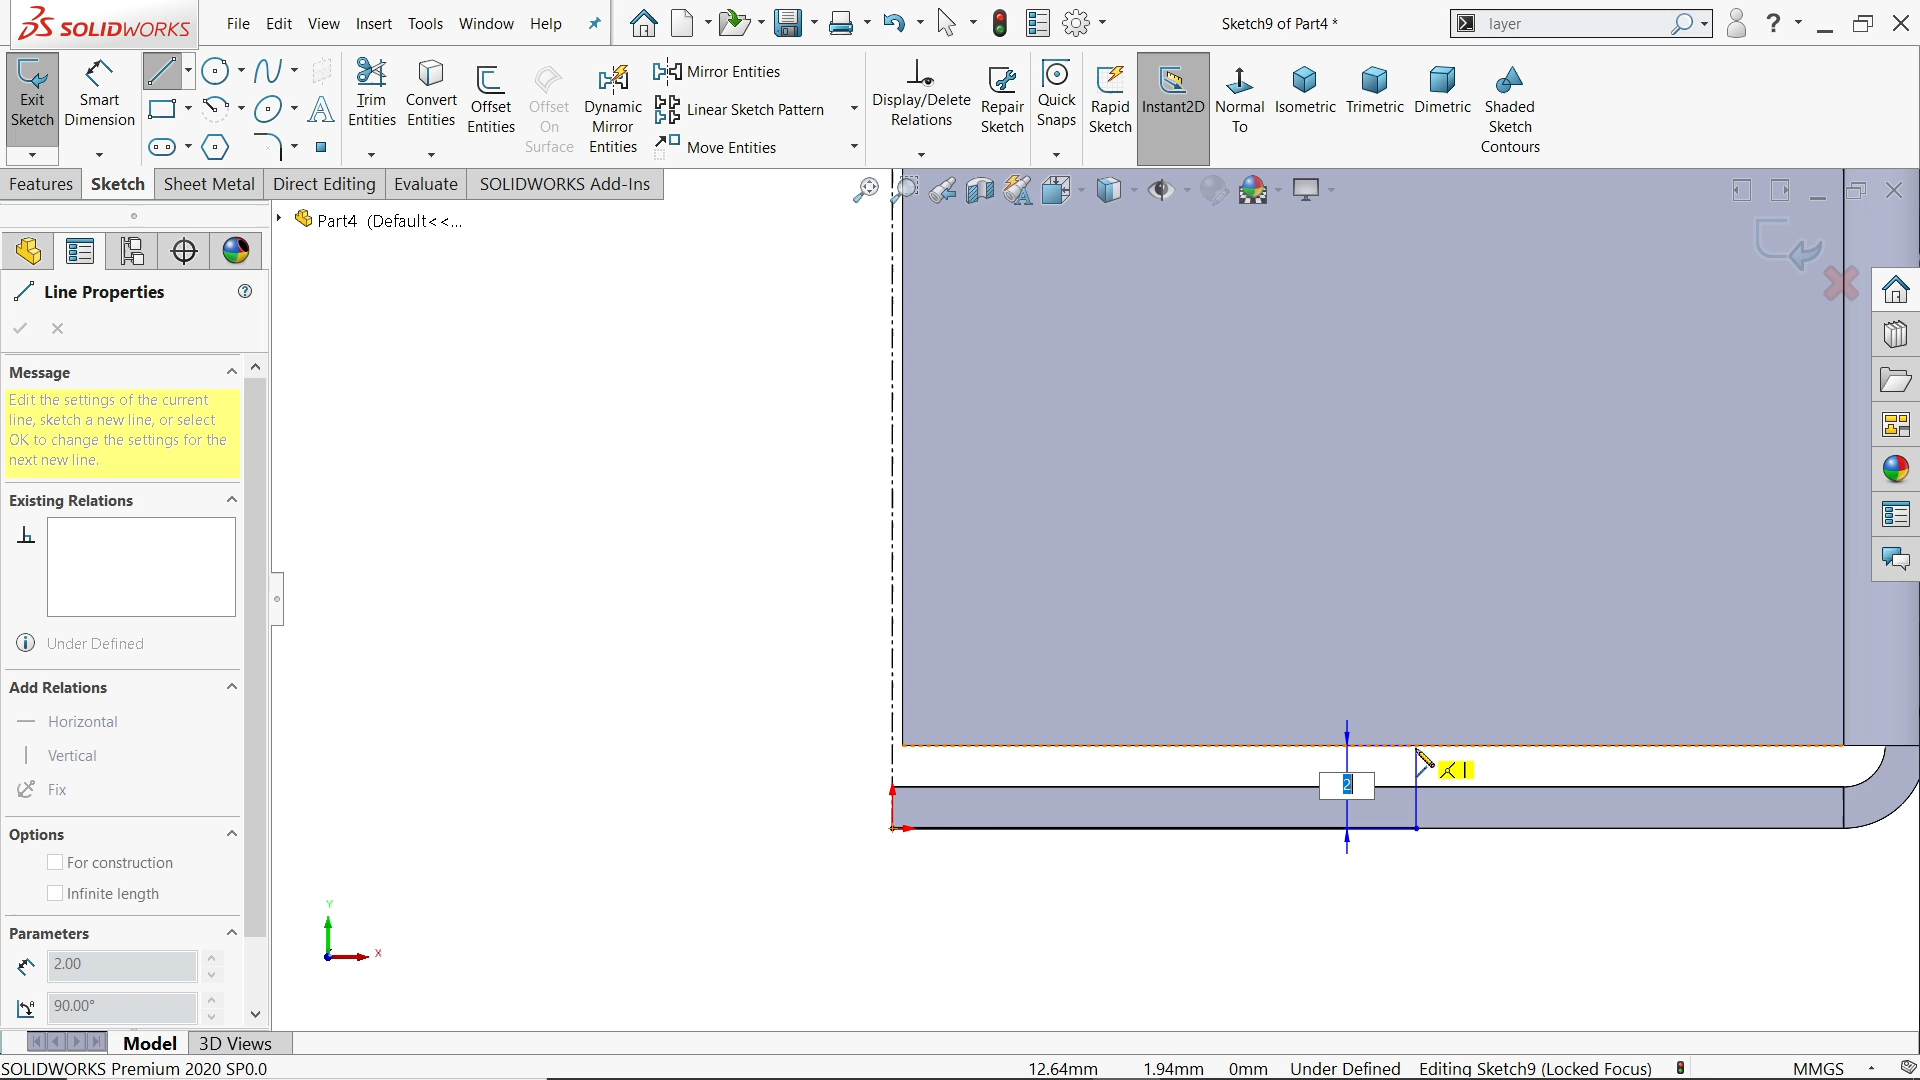 SOLIDWORKS
File Edit View Insert Tools Window Help
Sketch9 of Part4 *
layer
Exit Sketch
Smart Dimension
Trim Entities
Convert Entities
Offset Entities
Offset On Surface
Dynamic Mirror Entities
Mirror Entities
Linear Sketch Pattern
Move Entities
Display/Delete Relations
Repair Sketch
Quick Snaps
Rapid Sketch
Instant2D
Normal To
Isometric
Trimetric
Dimetric
Shaded Sketch Contours
Features Sketch Sheet Metal Direct Editing Evaluate SOLIDWORKS Add-Ins
Part4 (Default<<...
Line Properties
Message
Edit the settings of the current
line, sketch a new line, or select
OK to change the settings for the
next new line.
Existing Relations
Under Defined
Add Relations
Horizontal
Vertical
Fix
Options
For construction
Infinite length
Parameters
2.00
90.00°
2
Y
X
Model 3D Views
SOLIDWORKS Premium 2020 SP0.0 12.64mm 1.94mm 0mm Under Defined Editing Sketch9 (Locked Focus) MMGS